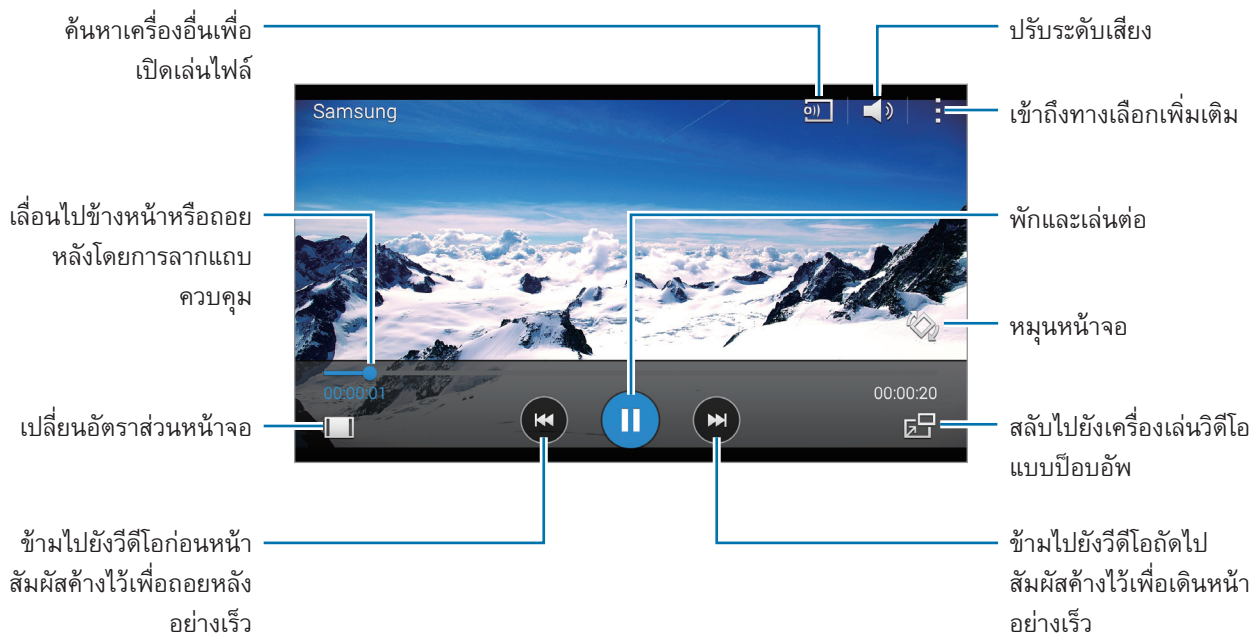 ค้นหาเครื่องอื่นเพื่อ
เปิดเล่นไฟล์
ปรับระดับเสียง
Samsung
เข้าถึงทางเลือกเพิ่มเติม
เลื่อนไปข้างหน้าหรือถอย
หลังโดยการลากแถบ
ควบคุม
พักและเล่นต่อ
หมุนหน้าจอ
00:00:01
00:00:20
เปลี่ยนอัตราส่วนหน้าจอ
สลับไปยังเครื่องเล่นวิดีโอ
แบบป็อบอัพ
ข้ามไปยังวีดีโอก่อนหน้า
สัมผัสค้างไว้เพื่อถอยหลัง
อย่างเร็ว
ข้ามไปยังวีดีโอถัดไป
สัมผัสค้างไว้เพื่อเดินหน้า
อย่างเร็ว